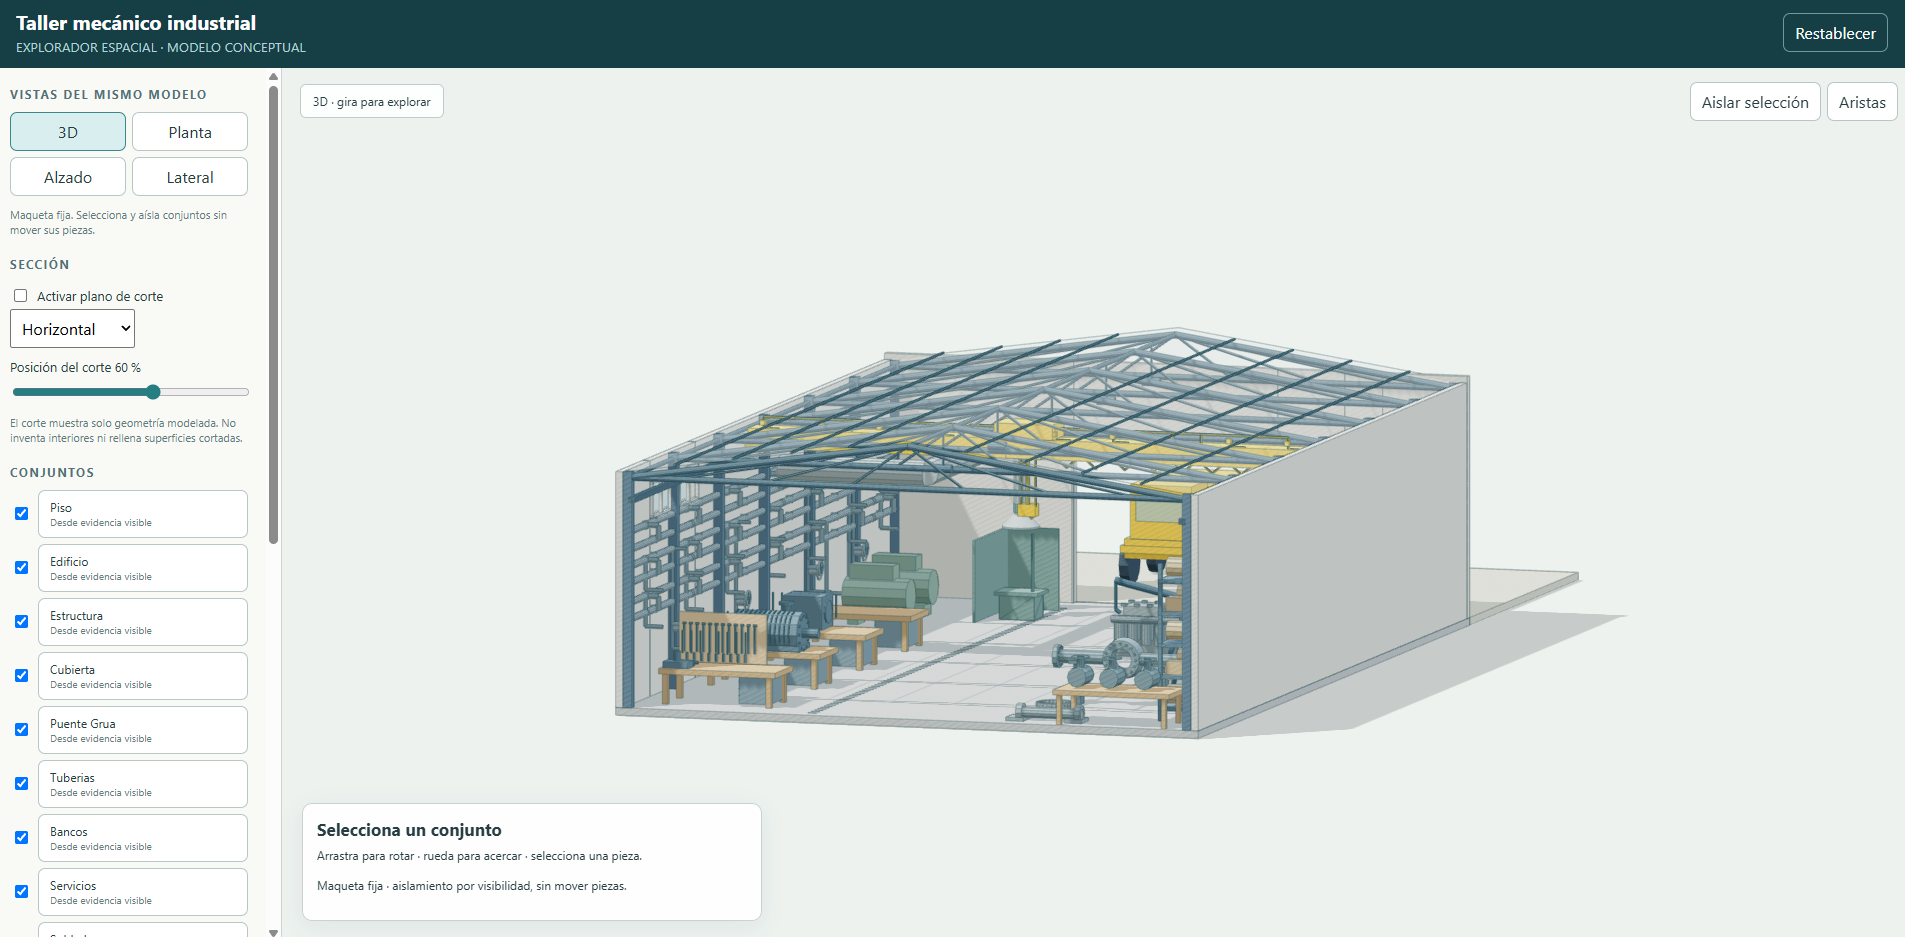 Taller mecánico industrial
EXPLORADOR ESPACIAL · MODELO CONCEPTUAL
Restablecer
VISTAS DEL MISMO MODELO
3D
Planta
Alzado
Lateral
Maqueta fija. Selecciona y aísla conjuntos sin
mover sus piezas.
SECCIÓN
Activar plano de corte
Horizontal
Posición del corte 60 %
El corte muestra solo geometría modelada. No
inventa interiores ni rellena superficies cortadas.
CONJUNTOS
Piso
Desde evidencia visible
Edificio
Desde evidencia visible
Estructura
Desde evidencia visible
Cubierta
Desde evidencia visible
Puente Grua
Desde evidencia visible
Tuberias
Desde evidencia visible
Bancos
Desde evidencia visible
Servicios
Desde evidencia visible
3D · gira para explorar
Aislar selección
Aristas
Selecciona un conjunto
Arrastra para rotar · rueda para acercar · selecciona una pieza.
Maqueta fija · aislamiento por visibilidad, sin mover piezas.